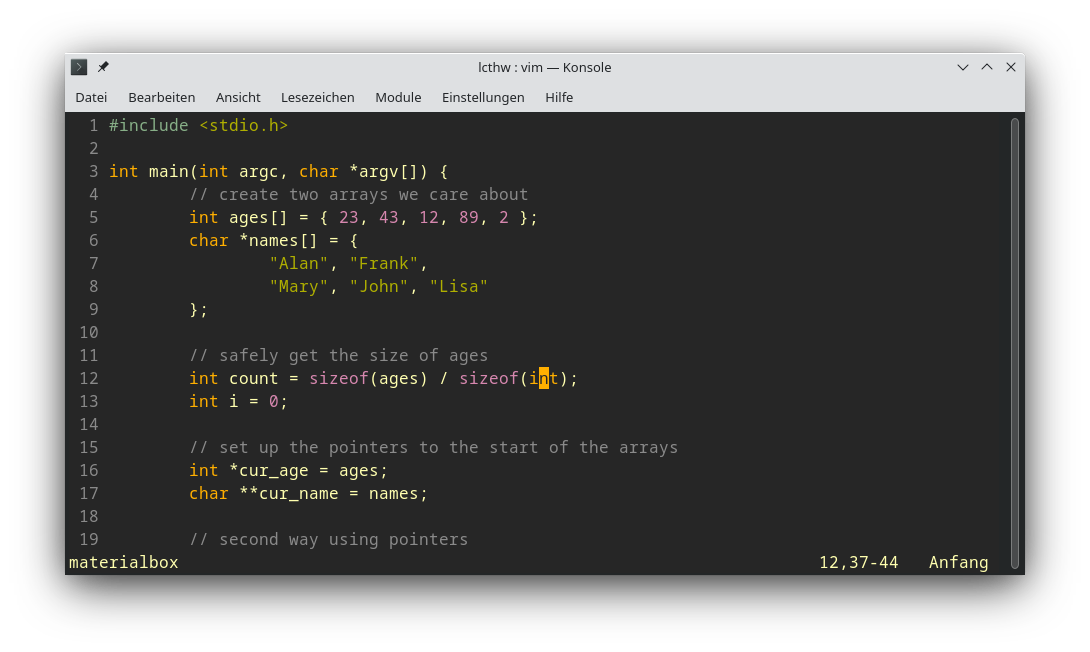 lcthw : vim — Konsole
Datei Bearbeiten Ansicht Lesezeichen Module Einstellungen Hilfe
1 #include <stdio.h>
2
3 int main(int argc, char *argv[]) {
4         // create two arrays we care about
5         int ages[] = { 23, 43, 12, 89, 2 };
6         char *names[] = {
7                 "Alan", "Frank",
8                 "Mary", "John", "Lisa"
9         };
10
11         // safely get the size of ages
12         int count = sizeof(ages) / sizeof(int);
13         int i = 0;
14
15         // set up the pointers to the start of the arrays
16         int *cur_age = ages;
17         char **cur_name = names;
18
19         // second way using pointers
materialbox 12,37-44 Anfang